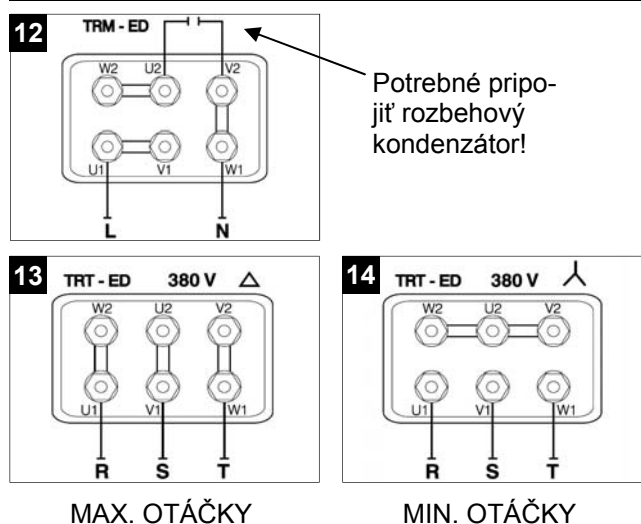 12 TRM - ED
W2 U2 V2
U1 V1 W1
L N
Potrebné pripo-
jiť rozbehový
kondenzátor!
13 TRT - ED 380 V
W2 U2 V2
U1 V1 W1
R S T
14 TRT - ED 380 V
W2 U2 V2
U1 V1 W1
R S T
MAX. OTÁČKY
MIN. OTÁČKY